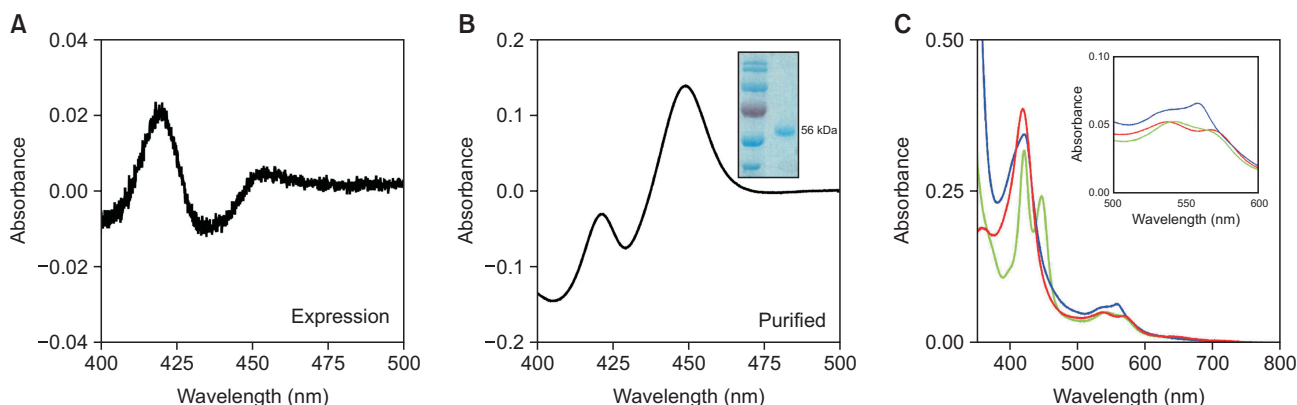 A
Absorbance
0.04
0.02
0.00
−0.02
−0.04
400
425
450
475
500
Wavelength (nm)
Expression
B
Absorbance
0.2
0.1
0.0
−0.1
−0.2
400
425
450
475
500
Wavelength (nm)
56 kDa
Purified
C
Absorbance
0.50
0.25
0.00
400
500
600
700
800
Wavelength (nm)
Absorbance
0.10
0.05
0.00
500
550
600
Wavelength (nm)